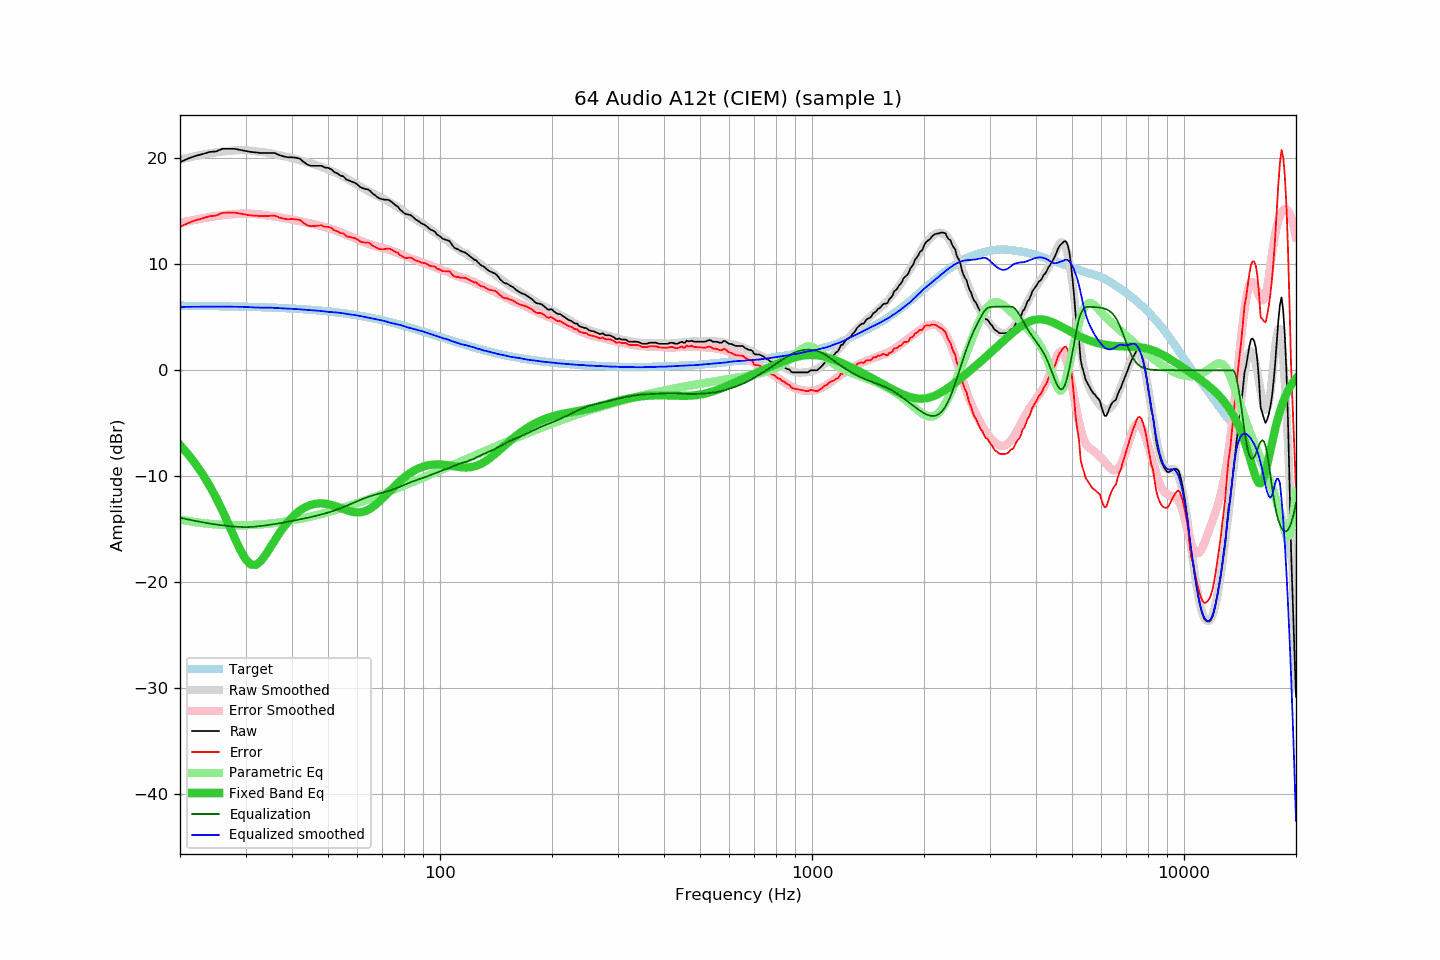 64 Audio A12t (CIEM) (sample 1)
20
10
0
−10
−20
−30
−40
Amplitude (dBr)
Target
Raw Smoothed
Error Smoothed
Raw
Error
Parametric Eq
Fixed Band Eq
Equalization
Equalized smoothed
100
1000
10000
Frequency (Hz)